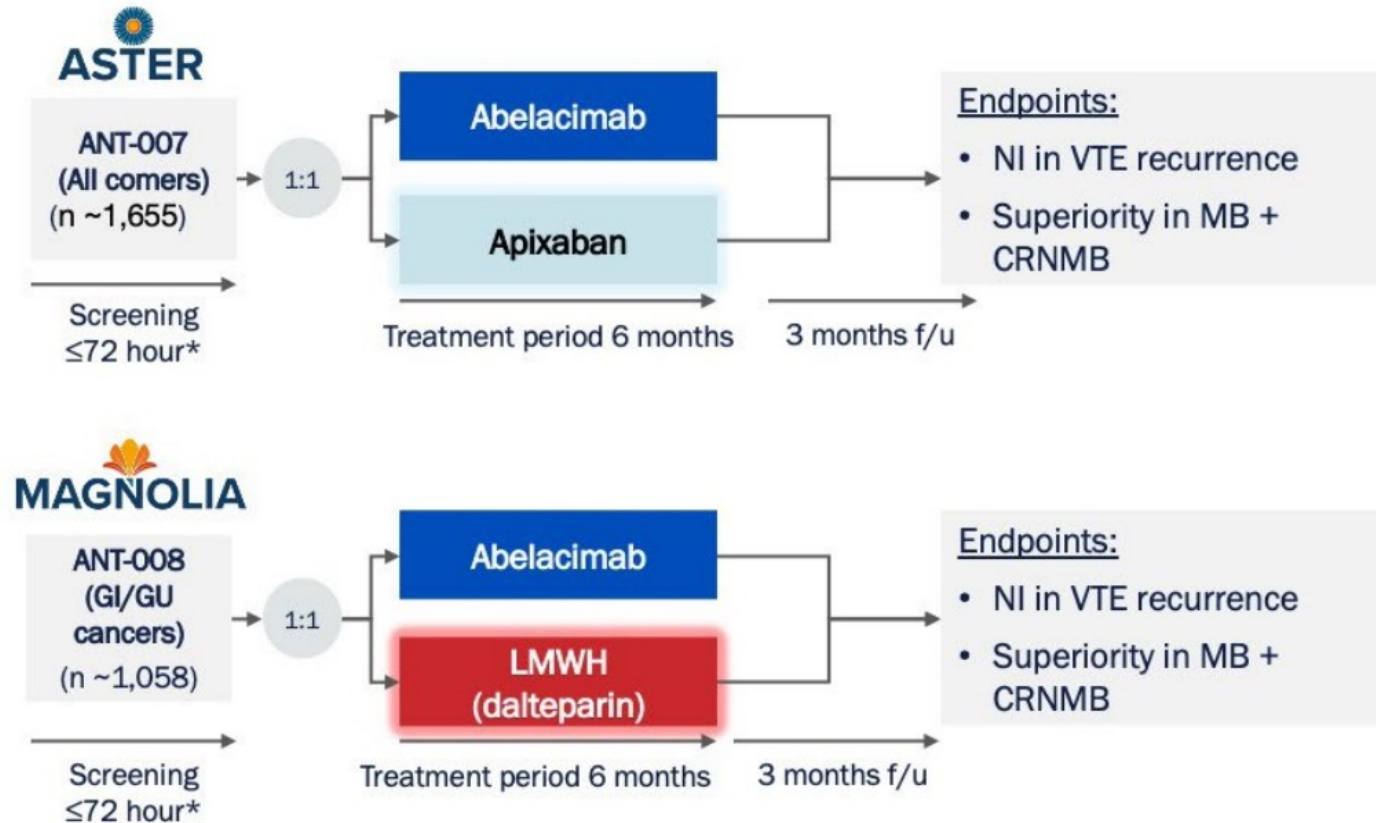 ASTER
ANT-007
(All comers)
(n ~1,655)
1:1
Abelacimab
Apixaban
Endpoints:
• NI in VTE recurrence
• Superiority in MB +
CRNMB
Screening
≤72 hour*
Treatment period 6 months
3 months f/u
MAGNOLIA
ANT-008
(GI/GU
cancers)
(n ~1,058)
1:1
Abelacimab
LMWH
(dalteparin)
Endpoints:
• NI in VTE recurrence
• Superiority in MB +
CRNMB
Screening
≤72 hour*
Treatment period 6 months
3 months f/u